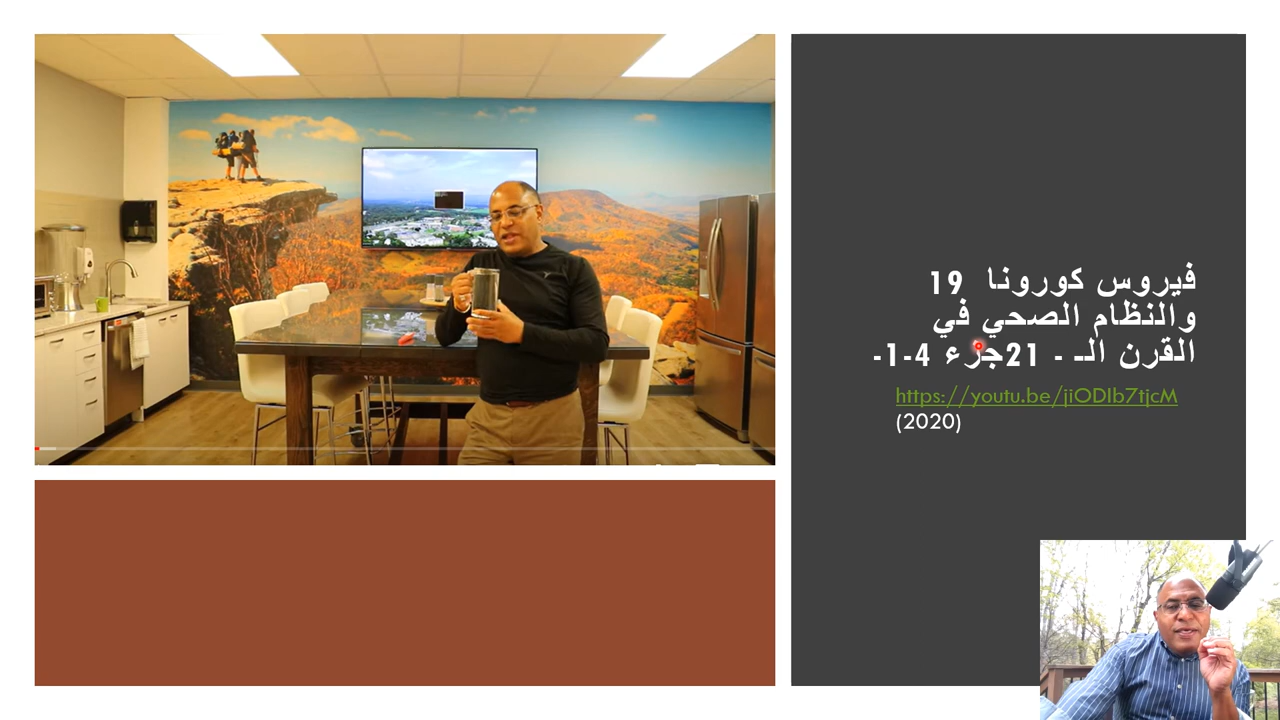 فيروس كورونا 19
والنظام الصحي في
القرن الـ - 21جزء 4-1-
https://youtu.be/jiODIb7tjcM
(2020)